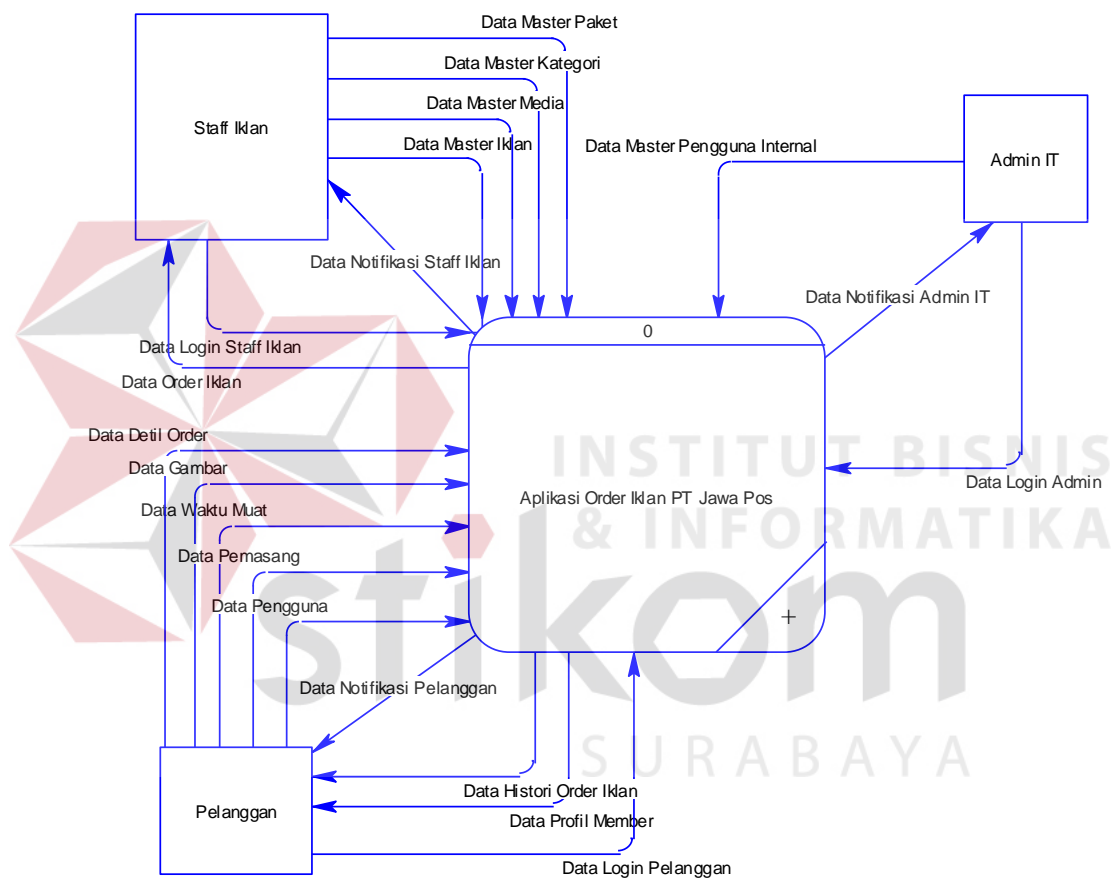 Data Master Paket
Data Master Kategori
Data Master Media
Data Master Iklan
Staff Iklan
Data Master Pengguna Internal
Admin IT
Data Notifikasi Staff Iklan
Data Notifikasi Admin IT
0
Data Login Staff Iklan
Data Order Iklan
Data Detil Order
INSTITUT BISNIS
Data Gambar
Data Login Admin
Aplikasi Order Iklan PT Jawa Pos
Data Waktu Muat
& INFORMATIKA
Data Pemasang
stikom
Data Pengguna
Data Notifikasi Pelanggan
SURABAYA
Data Histori Order Iklan
Pelanggan
Data Profil Member
Data Login Pelanggan